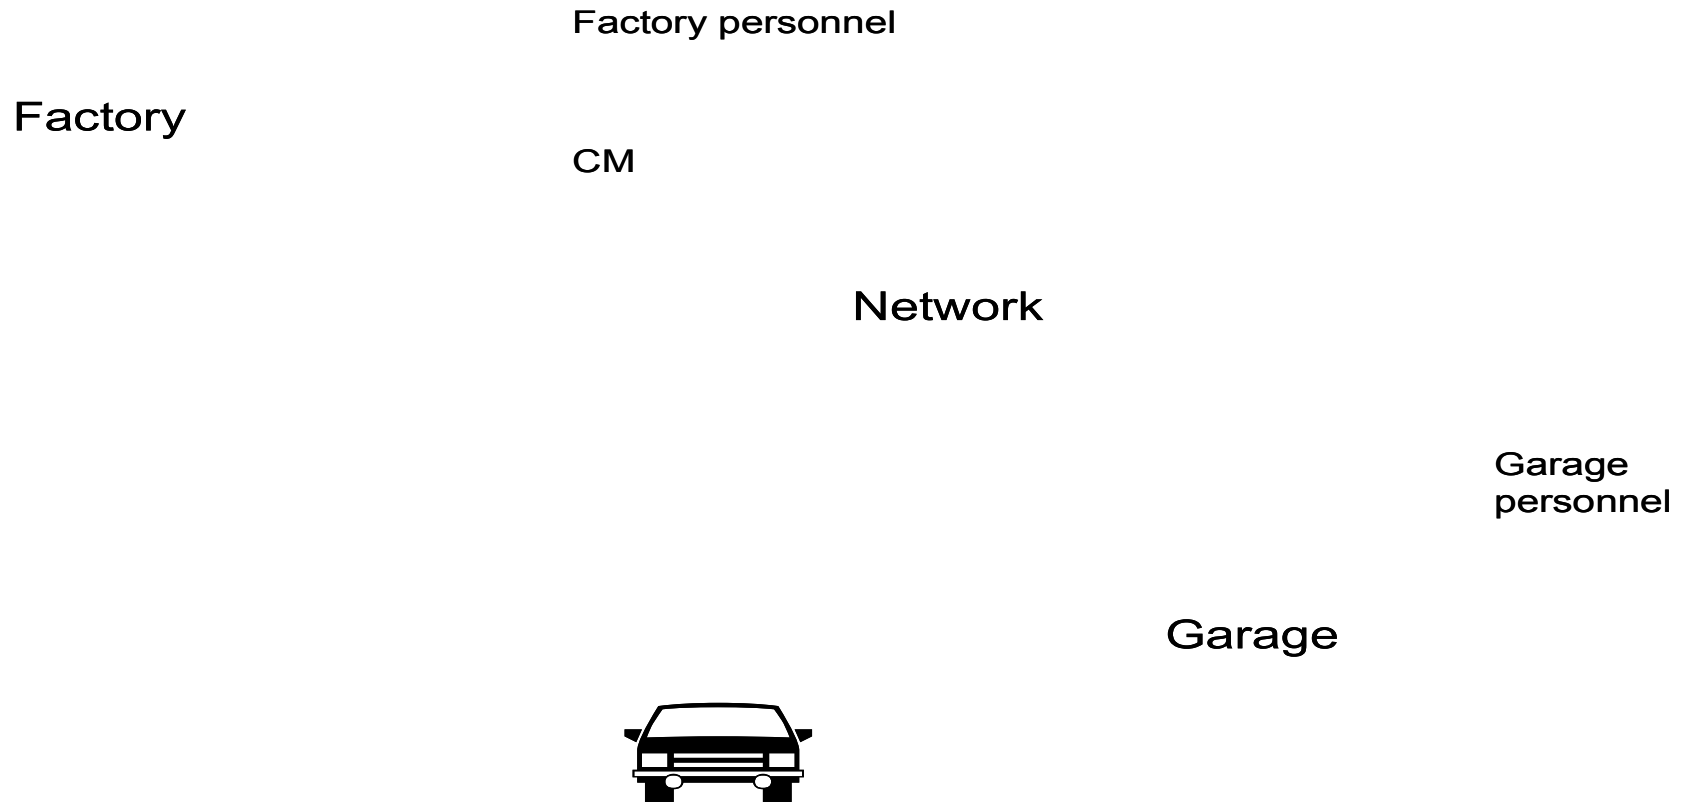 Factory personnel
Factory
CM
Network
Garage
personnel
Garage